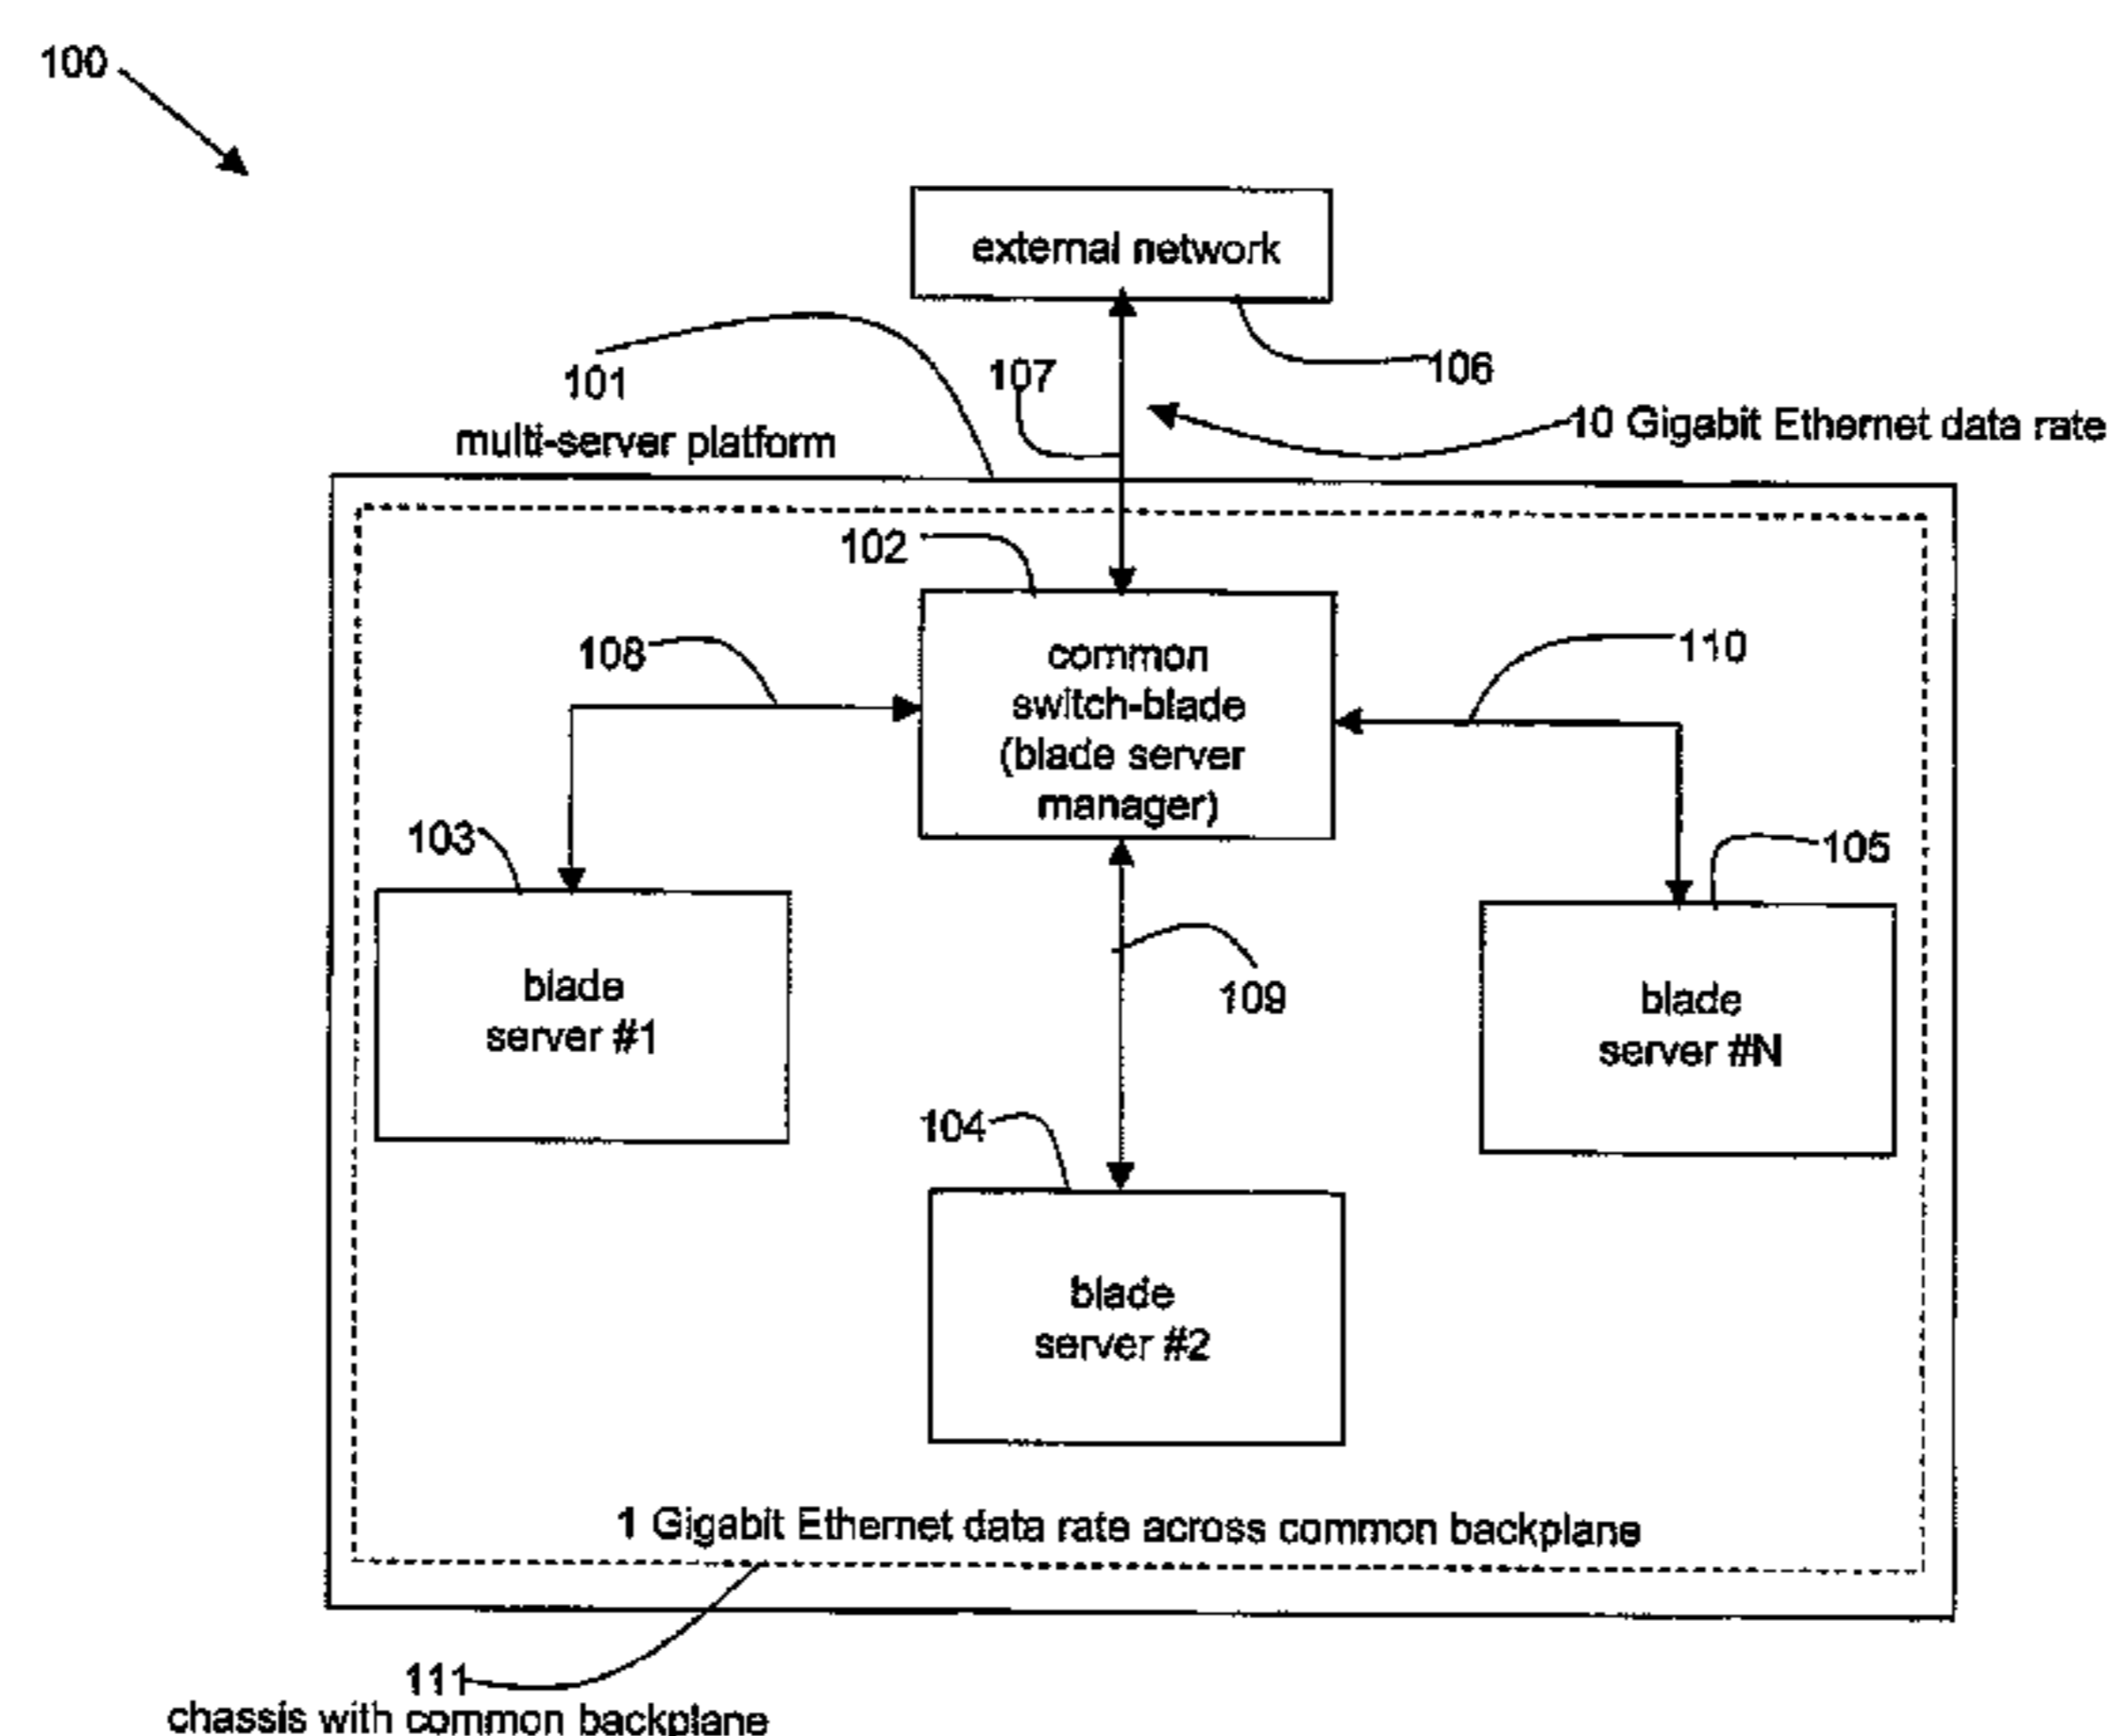 100
external network
101
multi-server platform
107
106
10 Gigabit Ethernet data rate
102
common
switch-blade
(blade server
manager)
108
110
103
105
blade
server #1
109
blade
server #N
104
blade
server #2
1 Gigabit Ethernet data rate across common backplane
111
chassis with common backplane